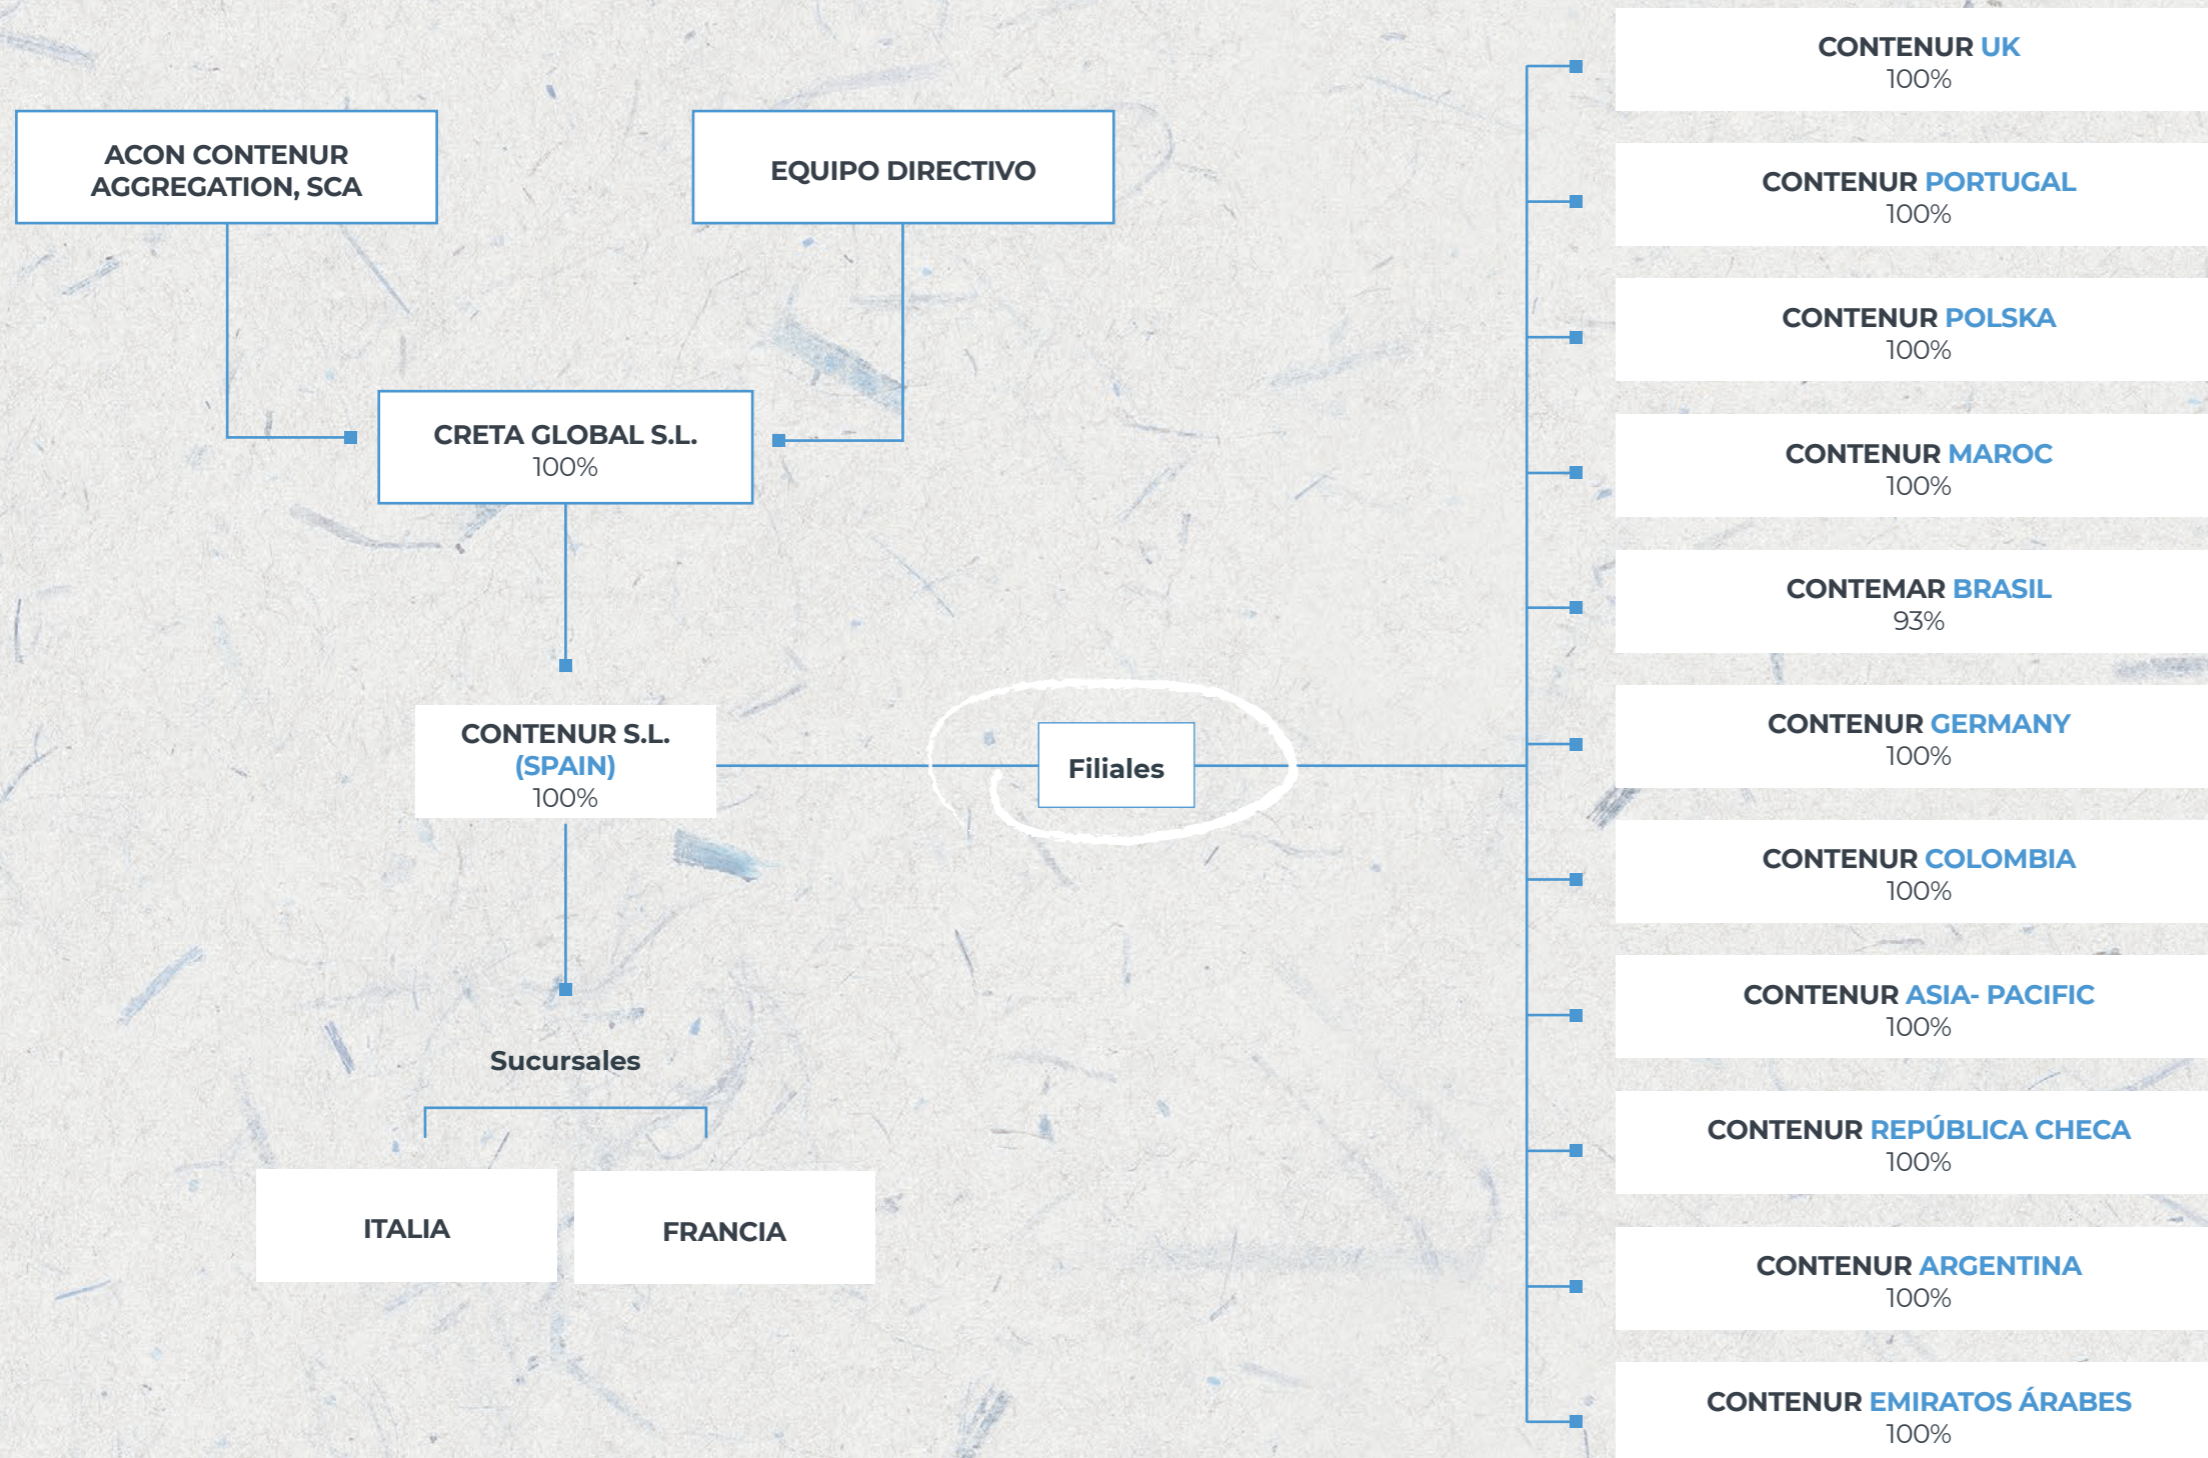 ACON CONTENUR
AGGREGATION, SCA
EQUIPO DIRECTIVO
CRETA GLOBAL S.L.
100%
CONTENUR S.L.
(SPAIN)
100%
Filiales
Sucursales
ITALIA
FRANCIA
CONTENUR UK
100%
CONTENUR PORTUGAL
100%
CONTENUR POLSKA
100%
CONTENUR MAROC
100%
CONTEMAR BRASIL
93%
CONTENUR GERMANY
100%
CONTENUR COLOMBIA
100%
CONTENUR ASIA- PACIFIC
100%
CONTENUR REPÚBLICA CHECA
100%
CONTENUR ARGENTINA
100%
CONTENUR EMIRATOS ÁRABES
100%